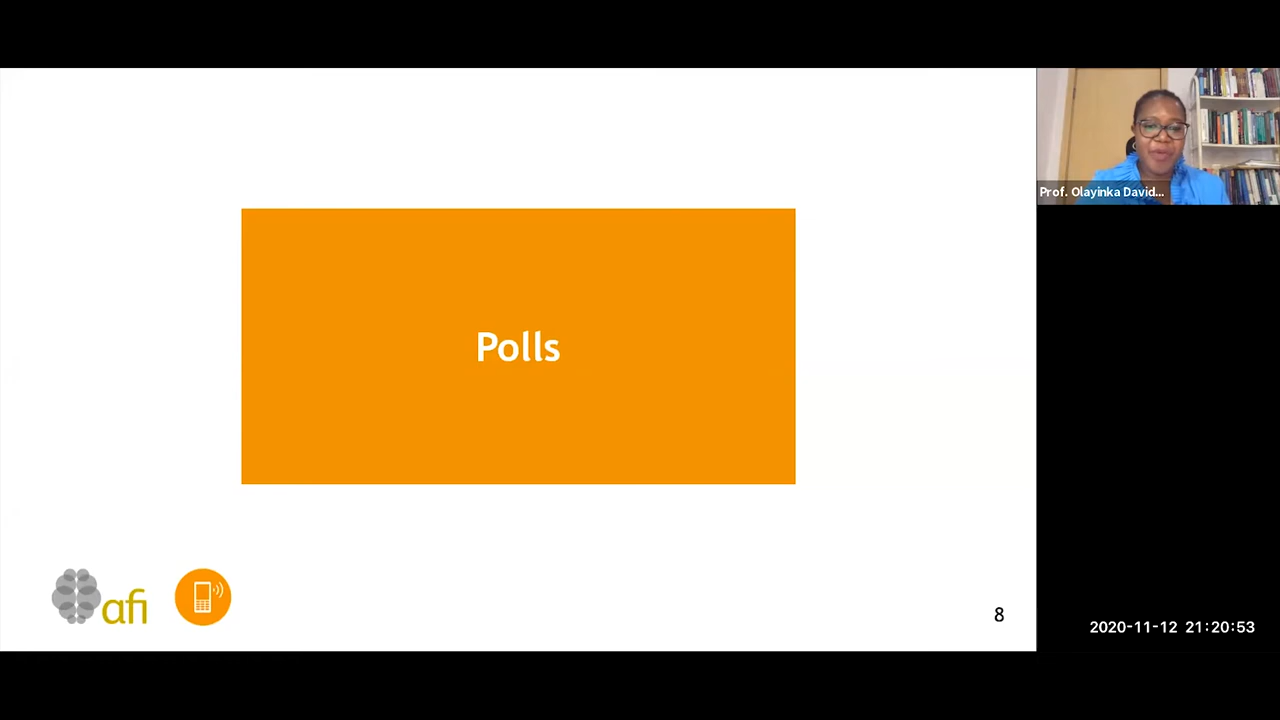 Polls
afi
8
Prof. Olayinka David...
2020-11-12 21:20:53